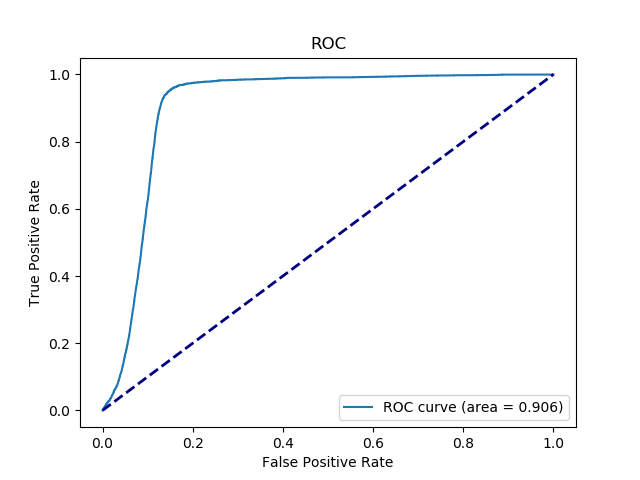 ROC
True Positive Rate
1.0
0.8
0.6
0.4
0.2
0.0
ROC curve (area = 0.906)
0.0 0.2 0.4 0.6 0.8 1.0
False Positive Rate